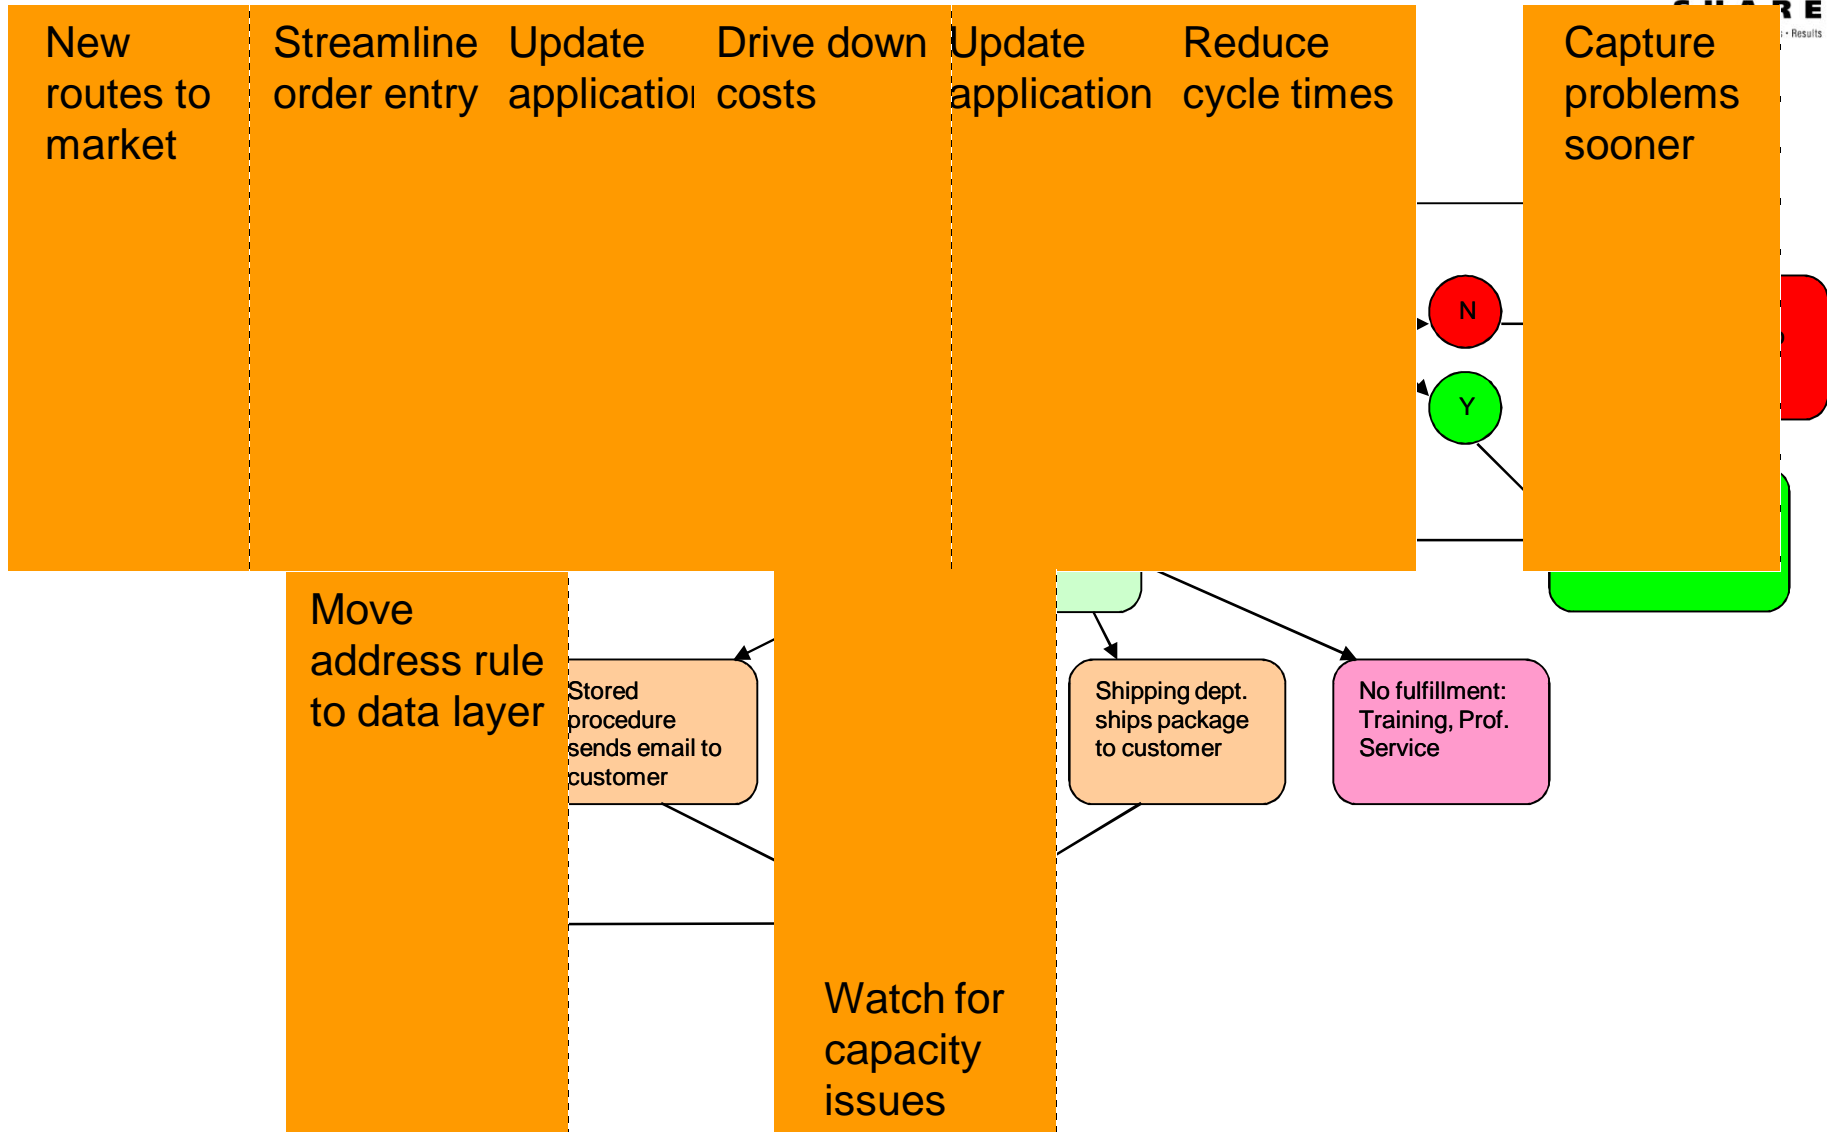 New
routes to
market
Streamline
order entry
Update
Drive down
costs
Update
application
Reduce
cycle times
Capture
problems
sooner
Results
N
Y
Move
address rule
to data layer
Stored
procedure
sends email to
customer
Shipping dept.
ships package
to customer
No fulfillment:
Training, Prof.
Service
Watch for
capacity
issues